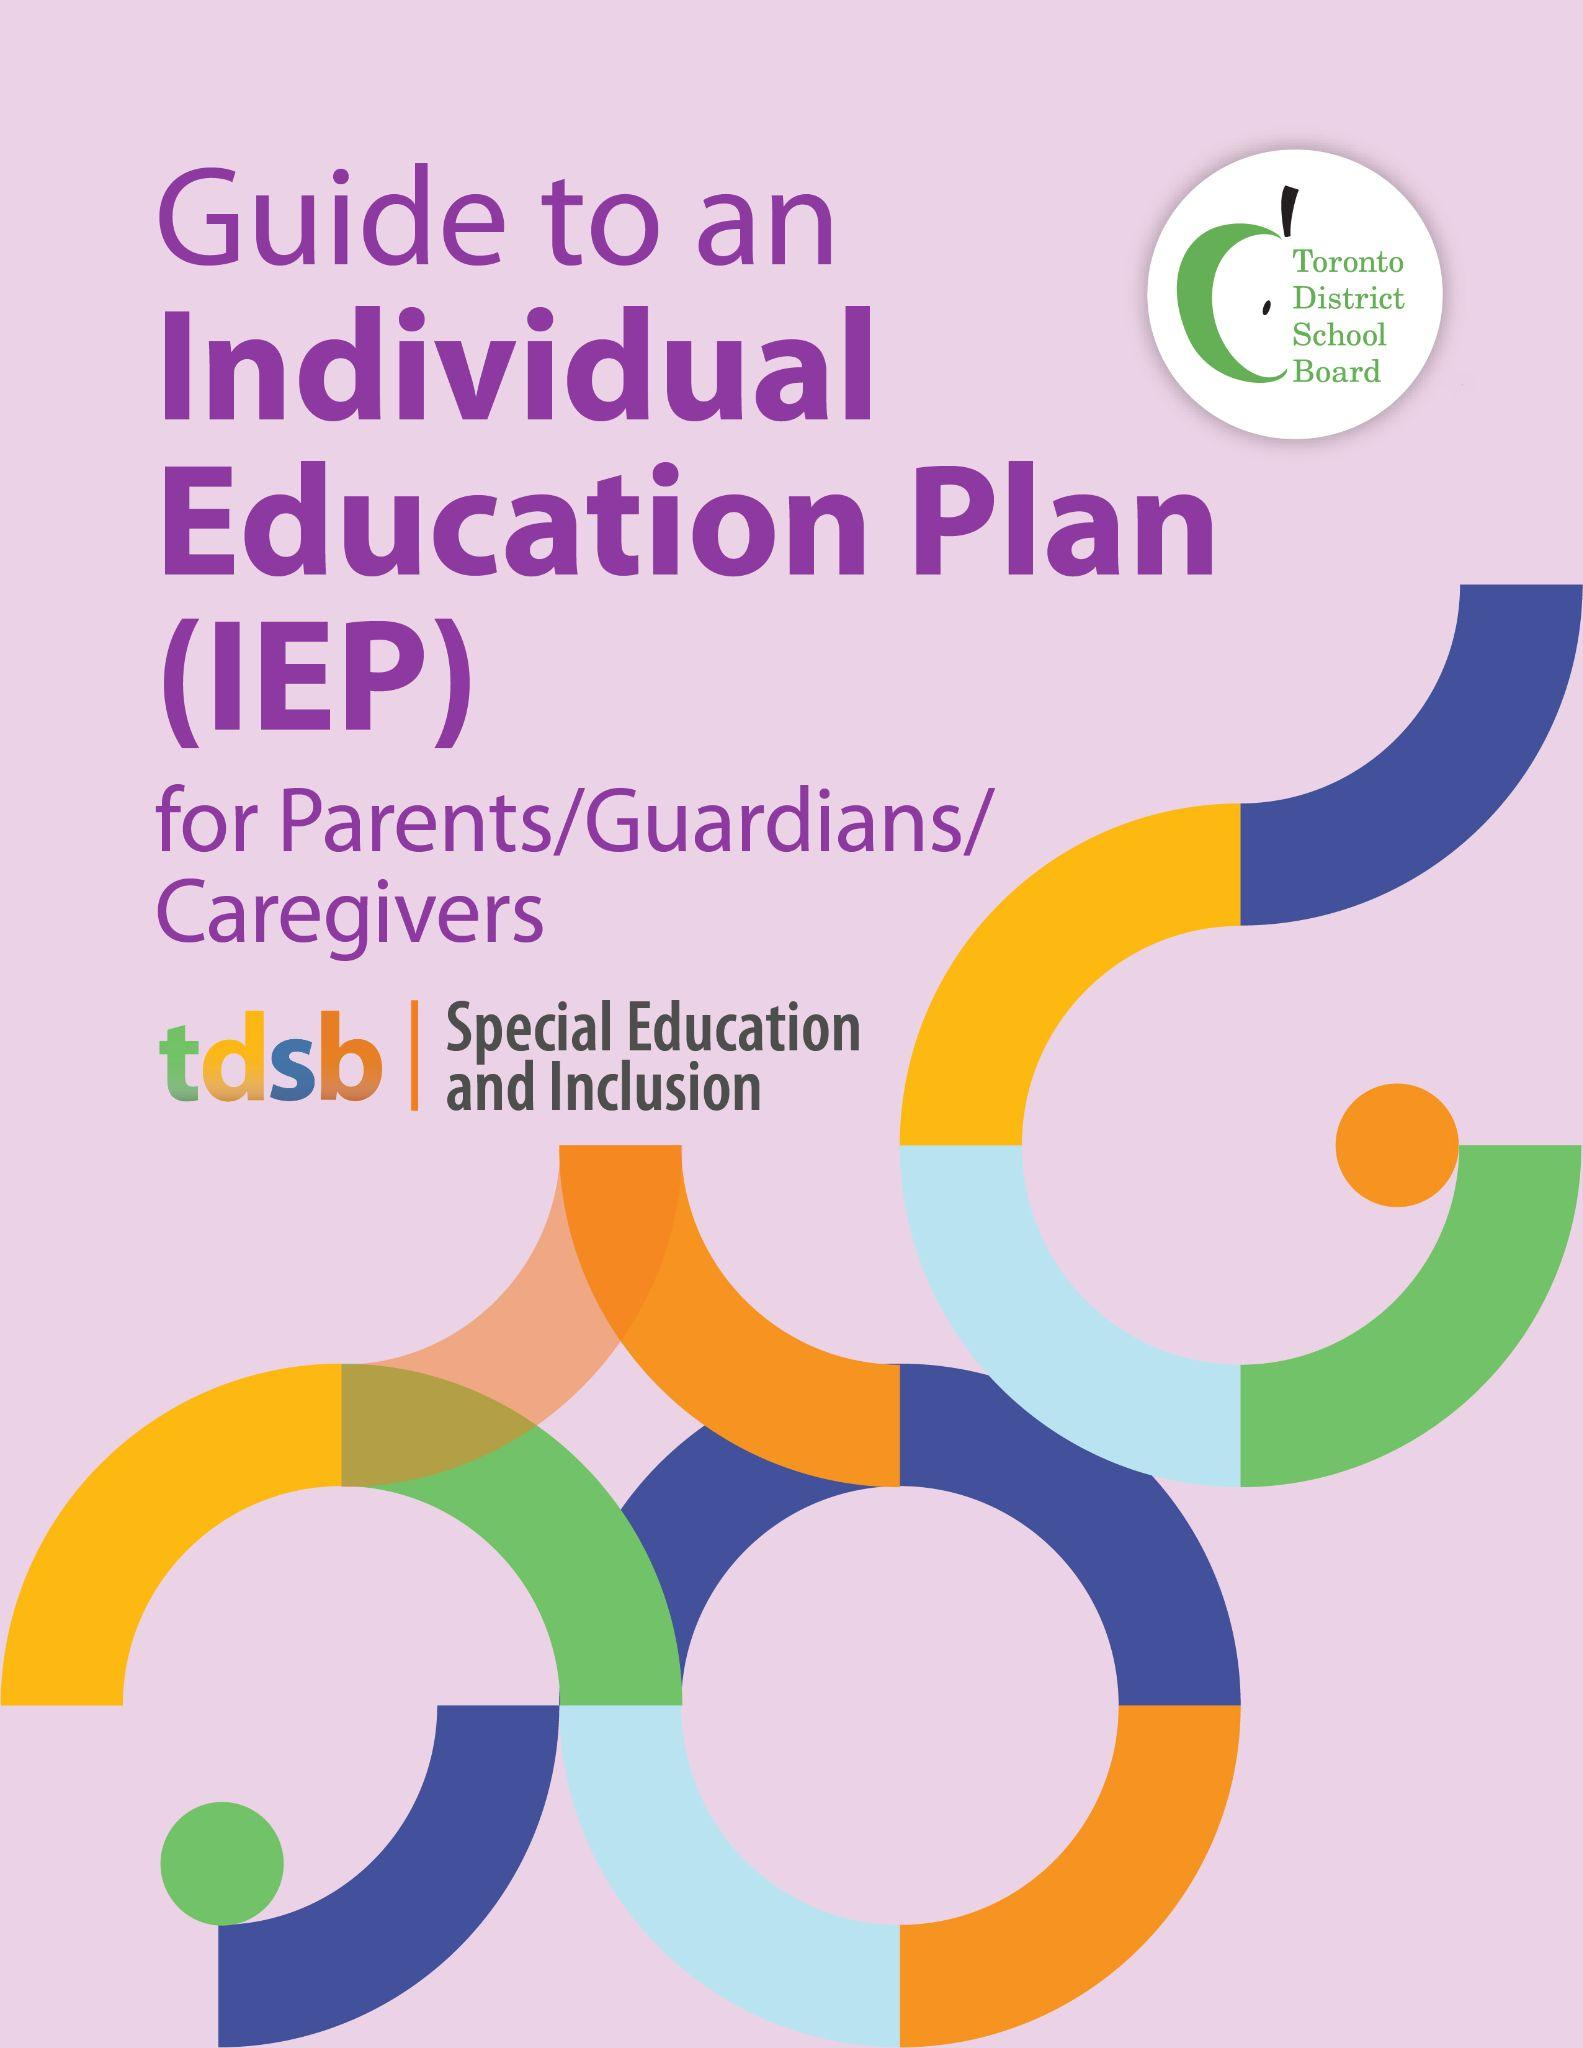 Guide to an
Individual
Education Plan
(IEP)
for Parents/Guardians/
Caregivers
Toronto
District
School
Board
tdsb
Special Education
and Inclusion